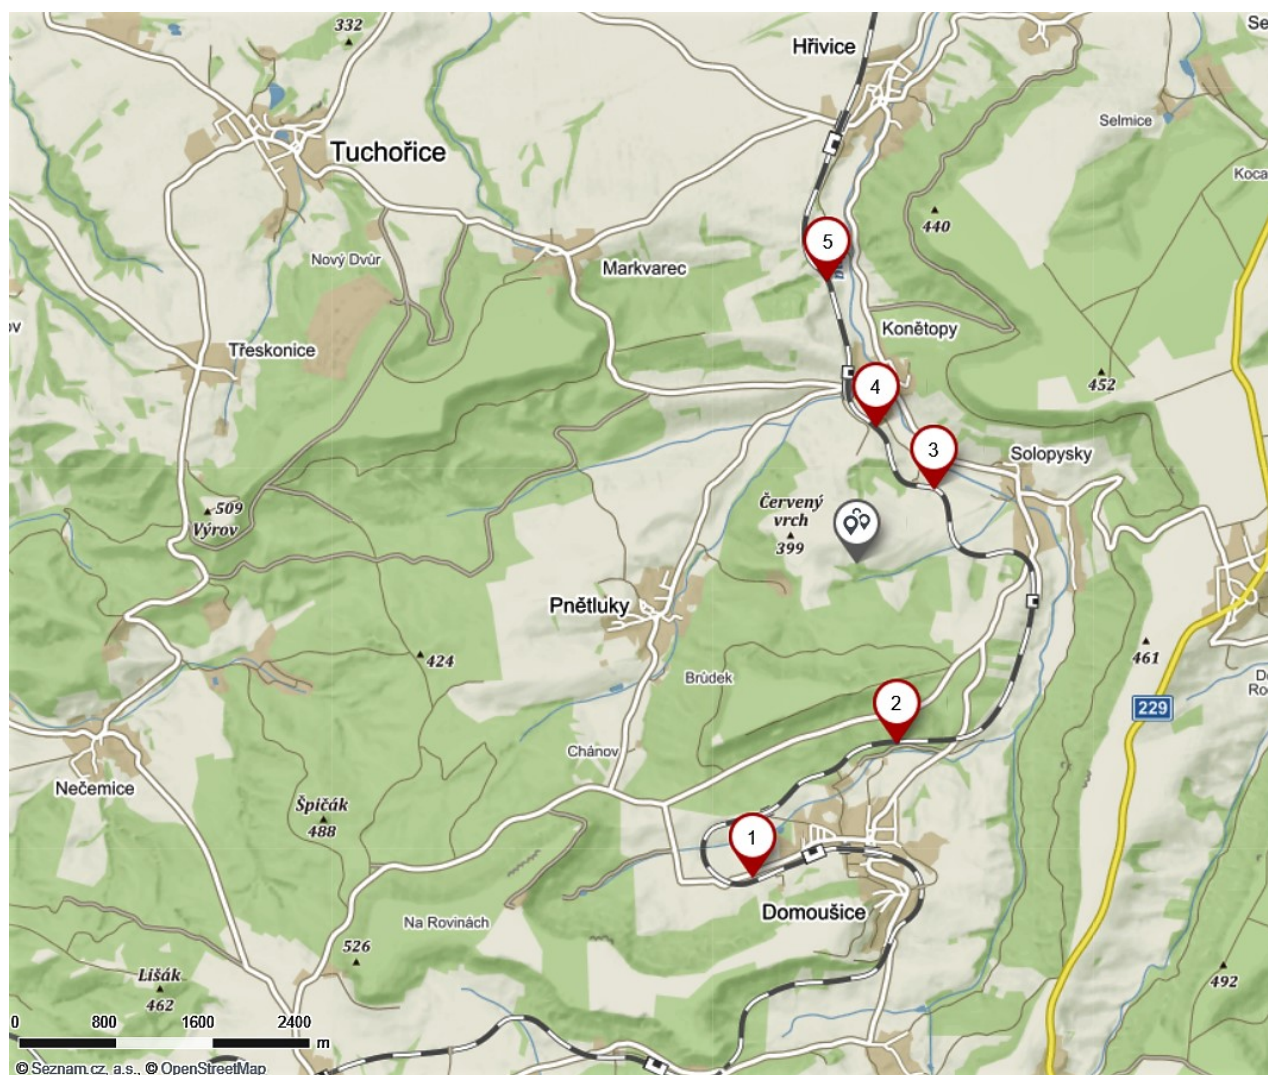 332
Hřivice
Se
Tuchořice
Selmice
Koca
440
Nový Dvůr
Markvarec
5
ov
Třeskonice
Konětopy
452
4
3
Solopysky
509
Výrov
Červený
vrch
399
Pnětluky
424
461
Brůdek
D
Ro
2
229
Chánov
Nečemice
Špičák
488
1
Domoušice
Na Rovinách
526
Lišák
462
492
0 800 1600 2400 m
© Seznam.cz, a.s., © OpenStreetMap